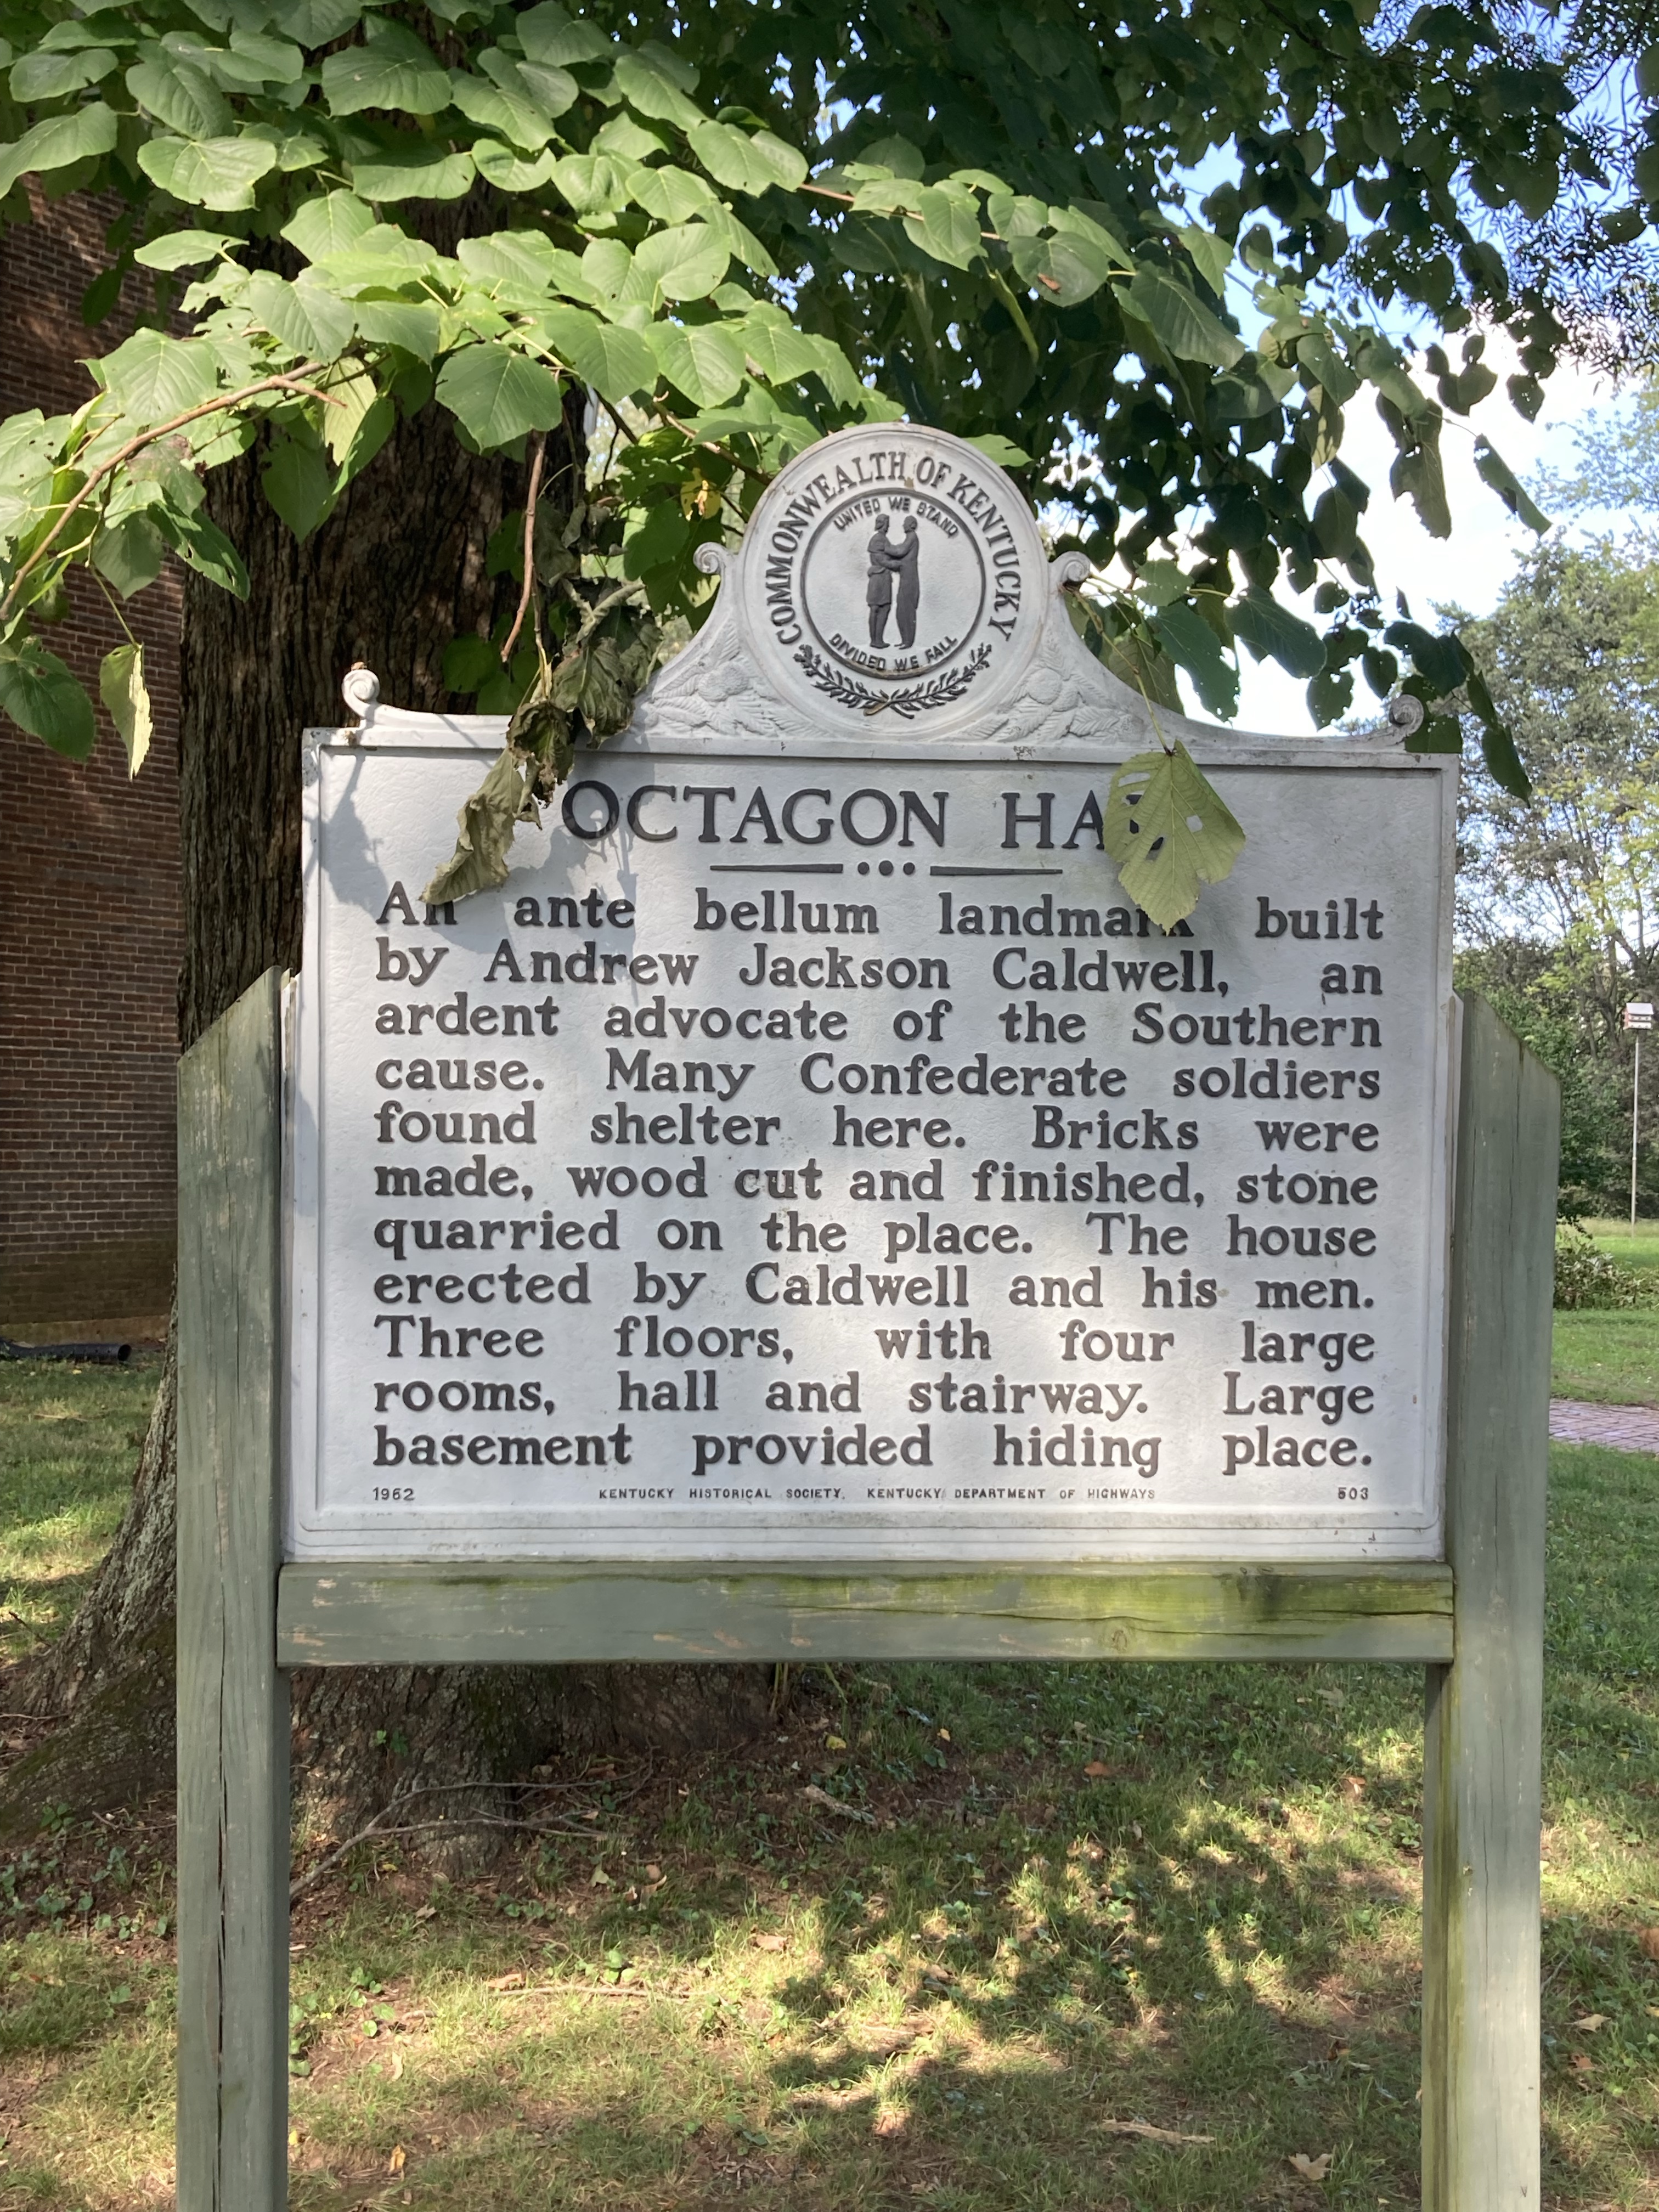 COMMONWEALTH OF KENTUCKY
UNITED WE STAND
DIVIDED WE FALL
OCTAGON
An ante bellum landmark built
by Andrew Jackson Caldwell, an
ardent advocate of the Southern
cause. Many Confederate soldiers
found shelter here. Bricks were
made, wood cut and finished, stone
quarried on the place. The house
erected by Caldwell and his men.
Three floors, with four large
rooms, hall and stairway. Large
basement provided hiding place.
1962 KENTUCKY HISTORICAL SOCIETY, KENTUCKY DEPARTMENT OF HIGHWAYS 503